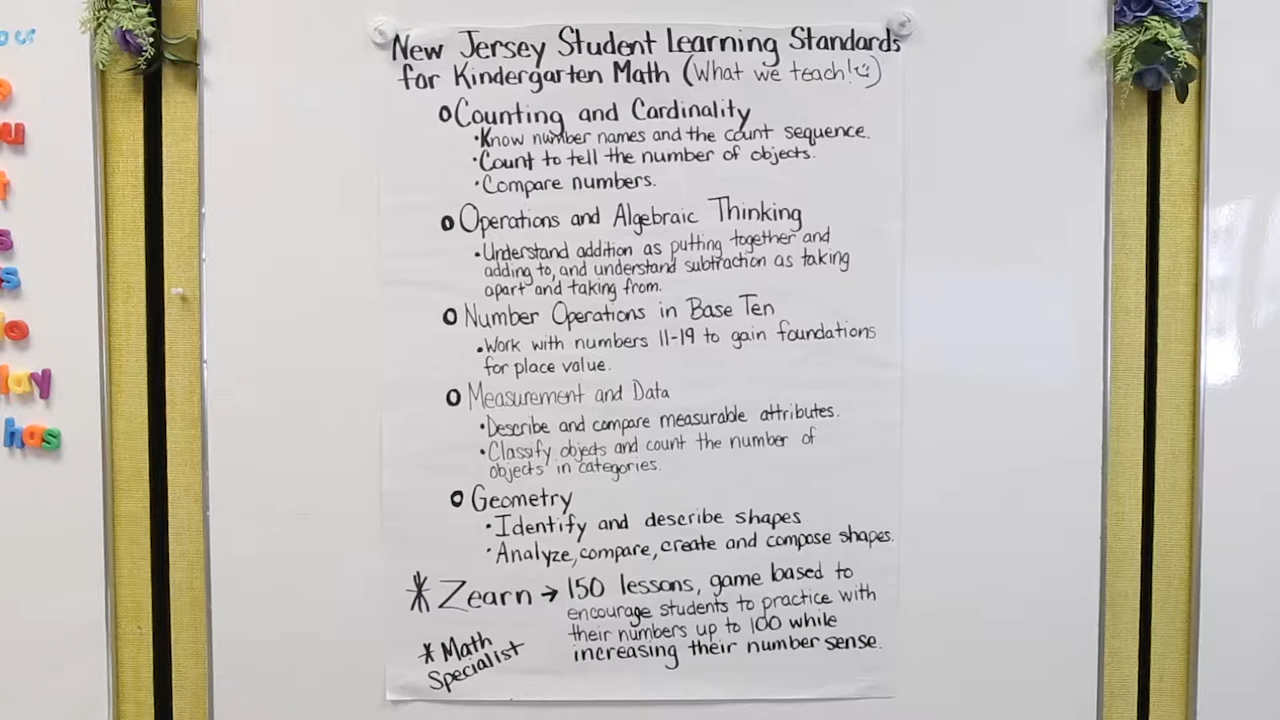 our
s
u
t
s
s
io
lay
has
New Jersey Student Learning Standards
for Kindergarten Math (What we teach!☺)
Counting and Cardinality
•Know number names and the count sequence.
•Count to tell the number of objects.
•Compare numbers.
Operations and Algebraic Thinking
•Understand addition as putting together and
adding to, and understand subtraction as taking
apart and taking from.
Number Operations in Base Ten
•Work with numbers 11-19 to gain foundations
for place value.
Measurement and Data
•Describe and compare measurable attributes.
•Classify objects and count the number of
objects in categories.
Geometry
•Identify and describe shapes
•Analyze, compare, create and compose shapes.
*Zearn → 150 lessons, game based to
encourage students to practice with
their numbers up to 100 while
increasing their number sense.
*Math
Specialist